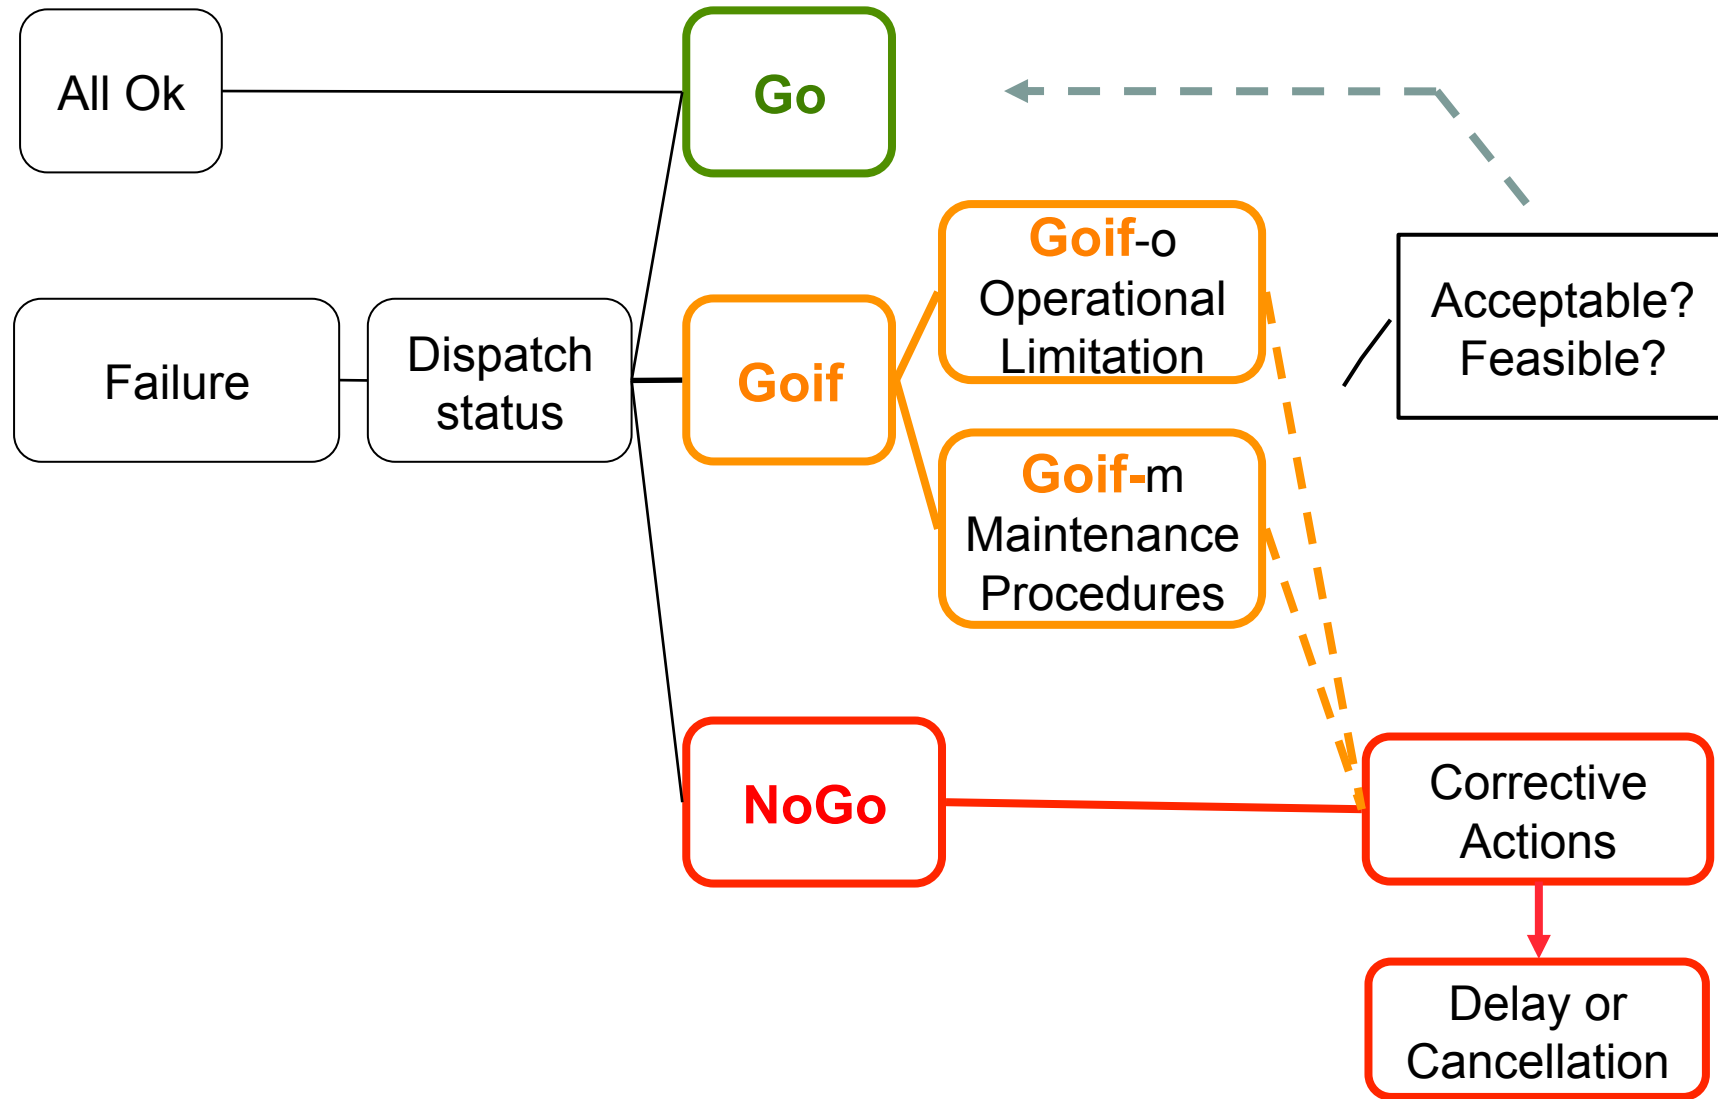 All Ok
Go
Goif-o
Operational
Limitation
Acceptable?
Feasible?
Failure
Dispatch
status
Goif
Goif-m
Maintenance
Procedures
NoGo
Corrective
Actions
Delay or
Cancellation